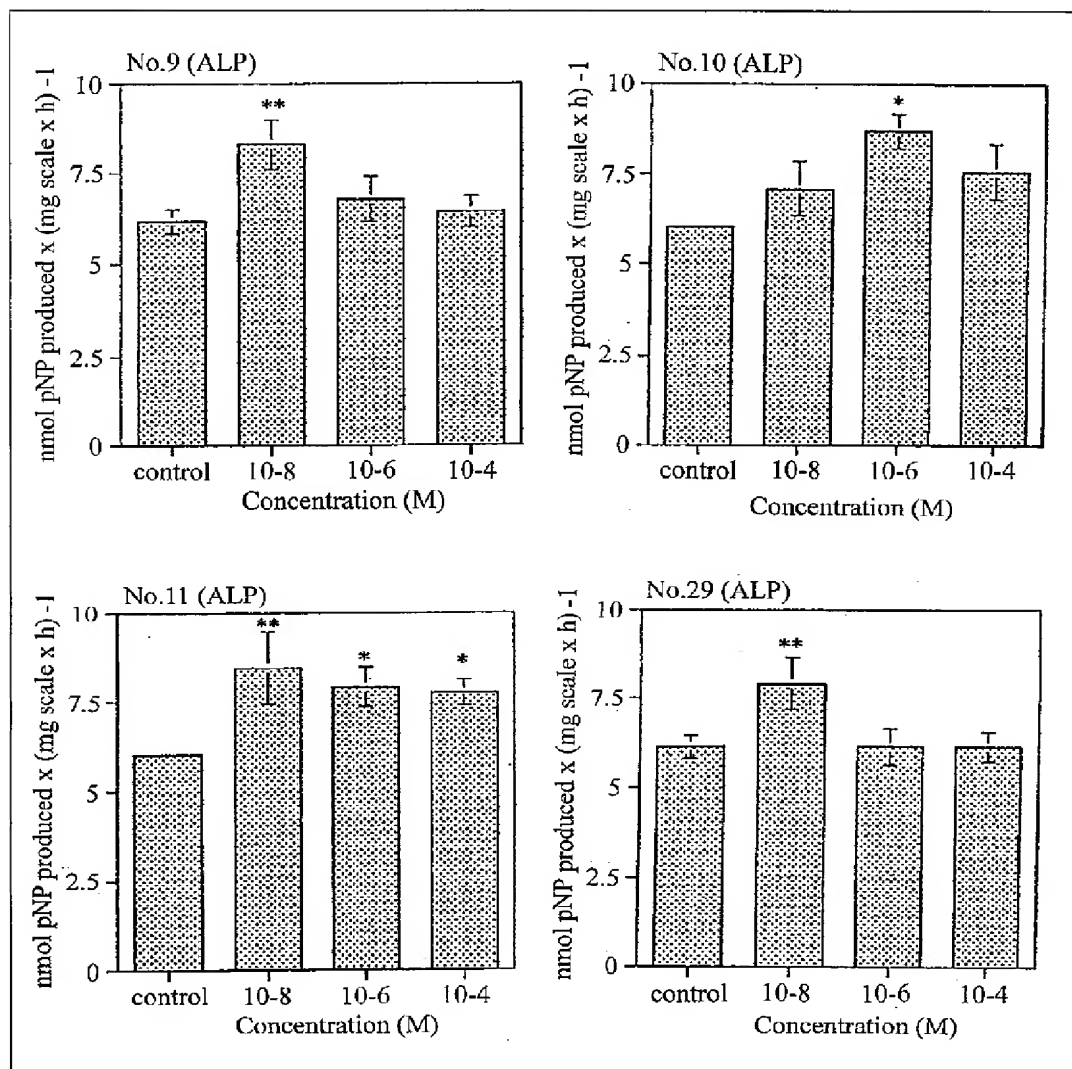 No.9 (ALP)
nmol pNP produced x (mg scale x h) -1
10
7.5
5
2.5
0
**
control 10-8 10-6 10-4
Concentration (M)
No.10 (ALP)
nmol pNP produced x (mg scale x h) -1
10
7.5
5
2.5
0
*
control 10-8 10-6 10-4
Concentration (M)
No.11 (ALP)
nmol pNP produced x (mg scale x h) -1
10
7.5
5
2.5
0
** * *
control 10-8 10-6 10-4
Concentration (M)
No.29 (ALP)
nmol pNP produced x (mg scale x h) -1
10
7.5
5
2.5
0
**
control 10-8 10-6 10-4
Concentration (M)